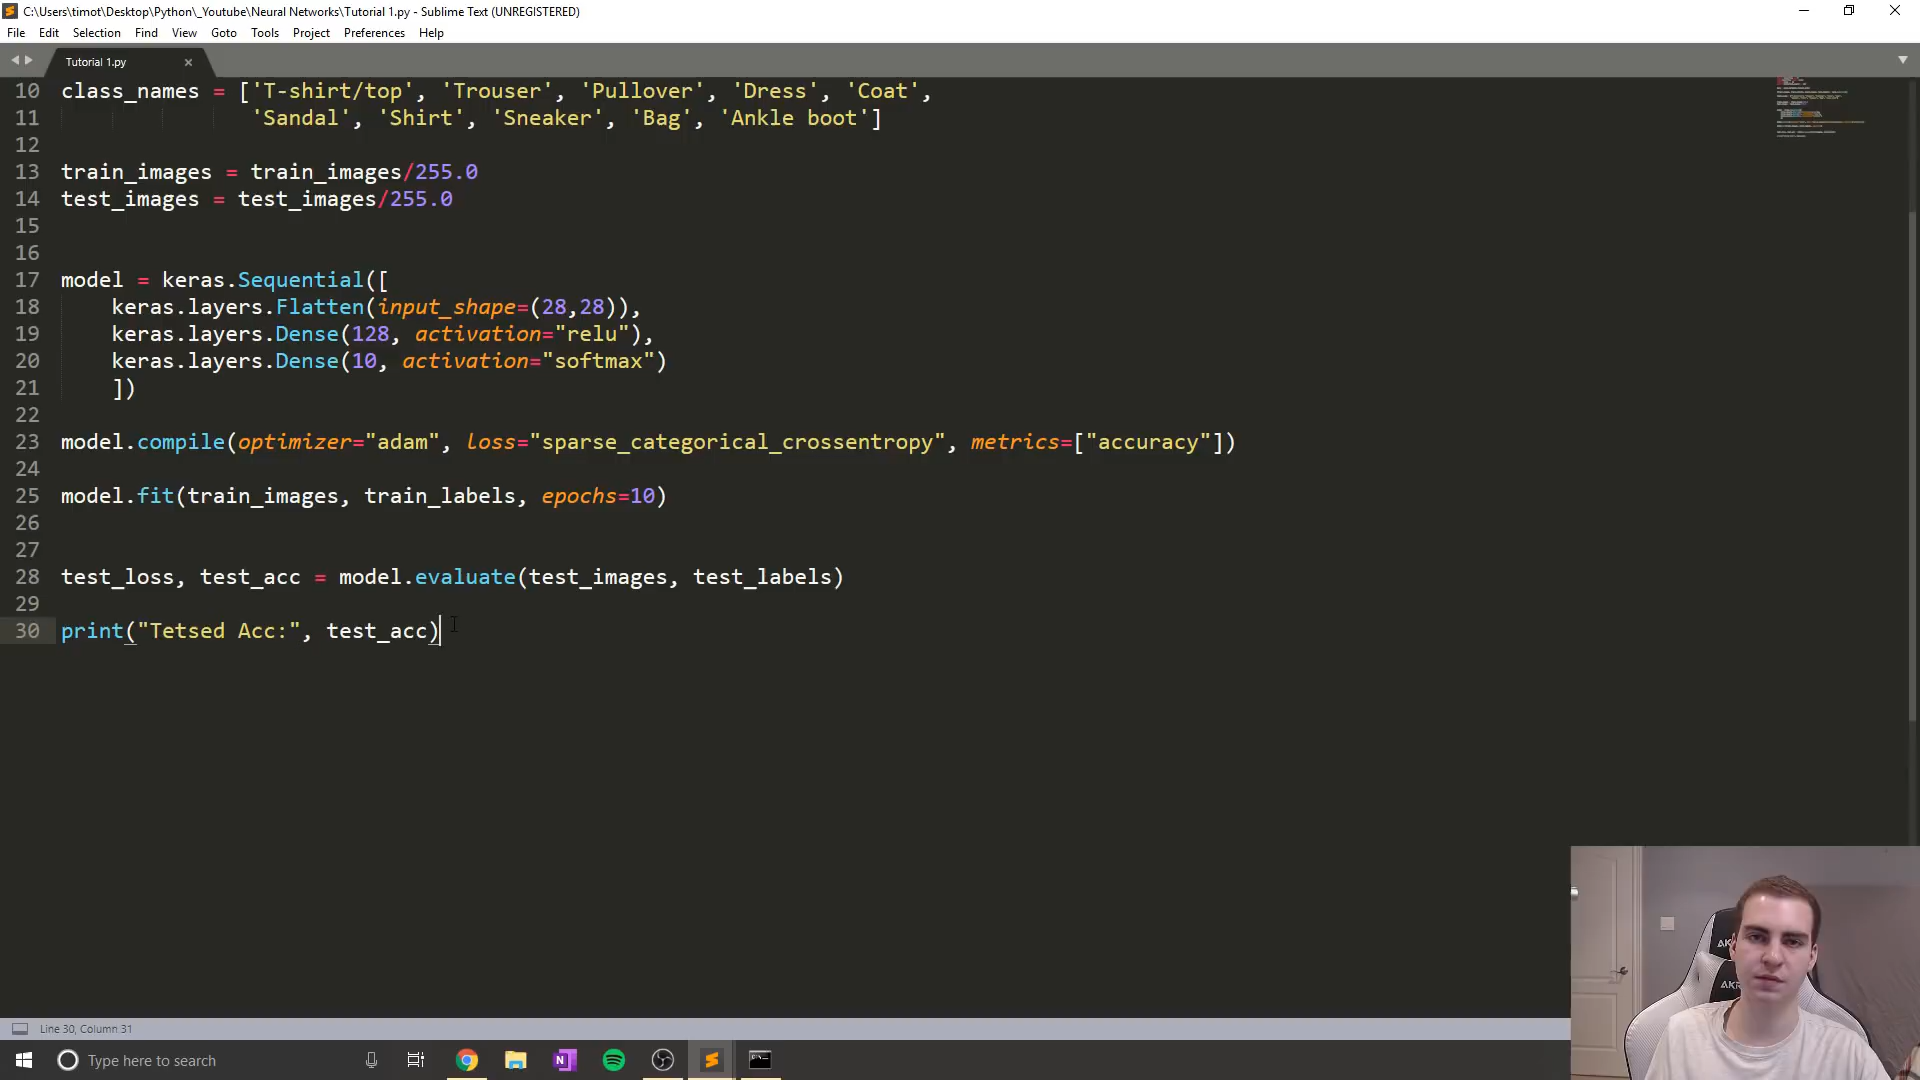 C:\Users\timot\Desktop\Python\_Youtube\Neural Networks\Tutorial 1.py - Sublime Text (UNREGISTERED)
File Edit Selection Find View Goto Tools Project Preferences Help
Tutorial 1.py
10 class_names = ['T-shirt/top', 'Trouser', 'Pullover', 'Dress', 'Coat',
11 'Sandal', 'Shirt', 'Sneaker', 'Bag', 'Ankle boot']
12
13 train_images = train_images/255.0
14 test_images = test_images/255.0
15
16
17 model = keras.Sequential([
18 keras.layers.Flatten(input_shape=(28,28)),
19 keras.layers.Dense(128, activation="relu"),
20 keras.layers.Dense(10, activation="softmax")
21 ])
22
23 model.compile(optimizer="adam", loss="sparse_categorical_crossentropy", metrics=["accuracy"])
24
25 model.fit(train_images, train_labels, epochs=10)
26
27
28 test_loss, test_acc = model.evaluate(test_images, test_labels)
29
30 print("Tetsed Acc:", test_acc)
Line 30, Column 31
Type here to search